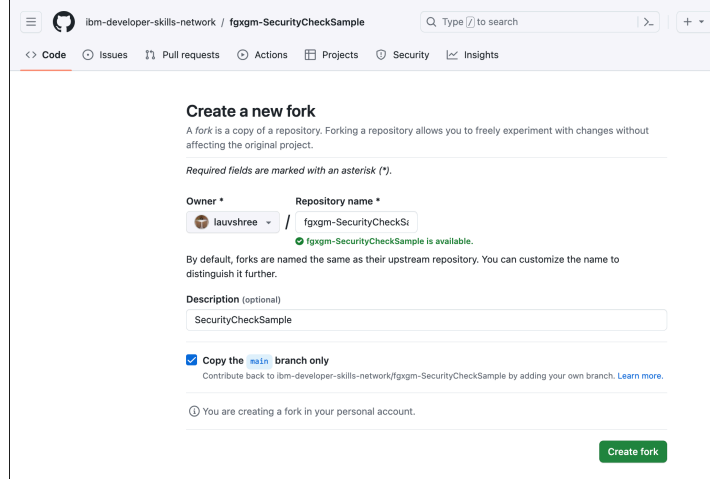 ibm-developer-skills-network / fgxgm-SecurityCheckSample
Type / to search
Code Issues Pull requests Actions Projects Security Insights
Create a new fork
A fork is a copy of a repository. Forking a repository allows you to freely experiment with changes without
affecting the original project.
Required fields are marked with an asterisk (*).
Owner * Repository name *
lauvshree / fgxgm-SecurityCheckSa
fgxgm-SecurityCheckSample is available.
By default, forks are named the same as their upstream repository. You can customize the name to
distinguish it further.
Description (optional)
SecurityCheckSample
Copy the main branch only
Contribute back to ibm-developer-skills-network/fgxgm-SecurityCheckSample by adding your own branch. Learn more.
You are creating a fork in your personal account.
Create fork